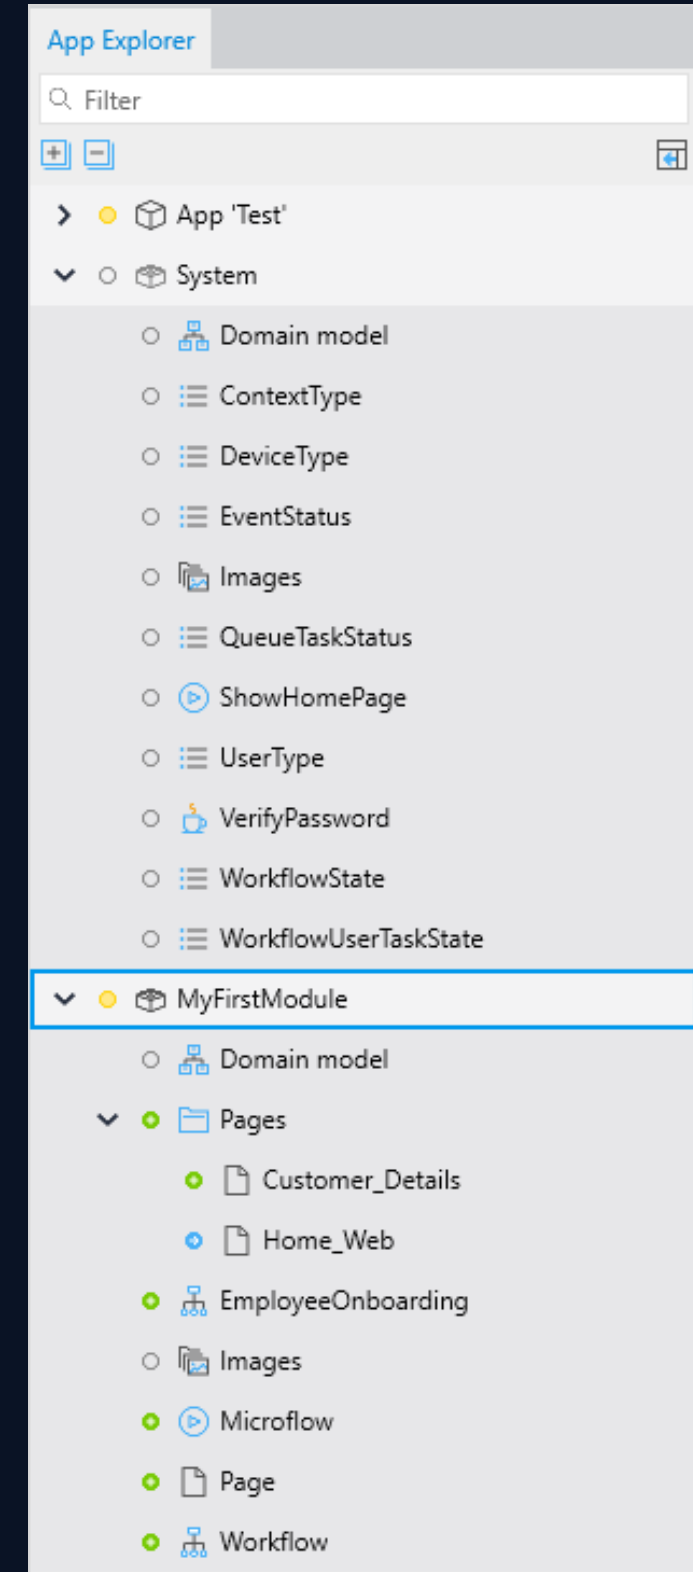 App Explorer
Filter
App 'Test'
System
Domain model
ContextType
DeviceType
EventStatus
Images
QueueTaskStatus
ShowHomePage
UserType
VerifyPassword
WorkflowState
WorkflowUserTaskState
MyFirstModule
Domain model
Pages
Customer_Details
Home_Web
EmployeeOnboarding
Images
Microflow
Page
Workflow